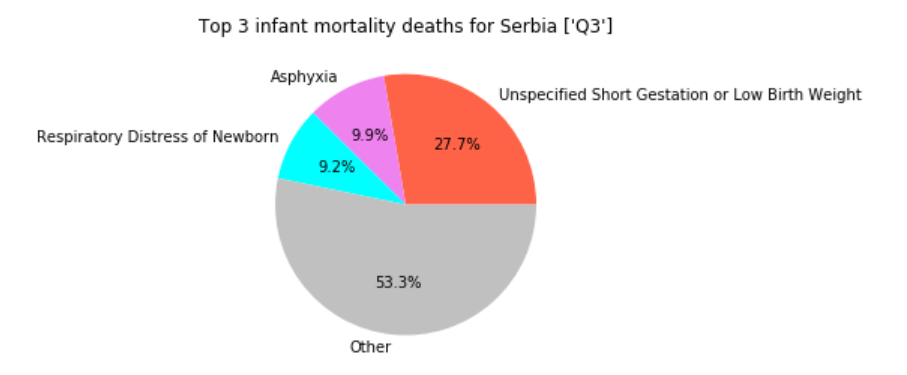 Top 3 infant mortality deaths for Serbia ['Q3']
Asphyxia
Unspecified Short Gestation or Low Birth Weight
Respiratory Distress of Newborn
9.9%
27.7%
9.2%
53.3%
Other